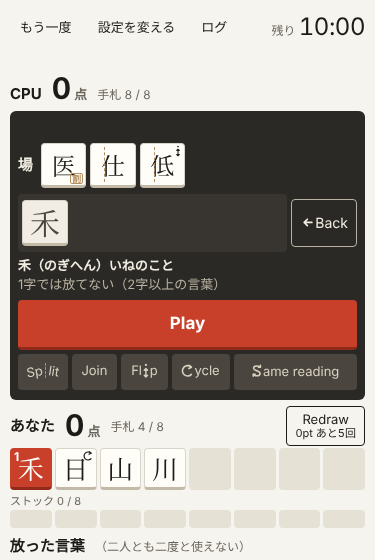 もう一度 設定を変える ログ 残り 10:00
CPU 0 点 手札 8 / 8
場 医 割 仕 低
禾 ←Back
禾（のぎへん）いねのこと
1字では放てない（2字以上の言葉）
Play
Split Join Flip Cycle Same reading
あなた 0 点 手札 4 / 8 Redraw
0pt あと5回
1 禾 日 山 川
ストック 0 / 8
放った言葉 （二人とも二度と使えない）